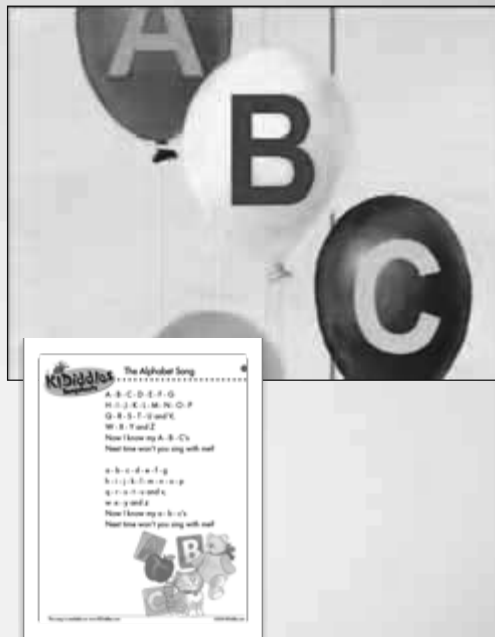 A
B
C
KiDiddles
The Alphabet Song
A - B - C - D - E - F - G
H - I - J - K - L - M - N - O - P
Q - R - S - T - U and V,
W - X - Y and Z
Now I know my A - B - C's
Next time won't you sing with me?
a - b - c - d - e - f - g
h - i - j - k - l - m - n - o - p
q - r - s - t - u and v,
w - x - y and z
Now I know my a - b - c's
Next time won't you sing with me?
B